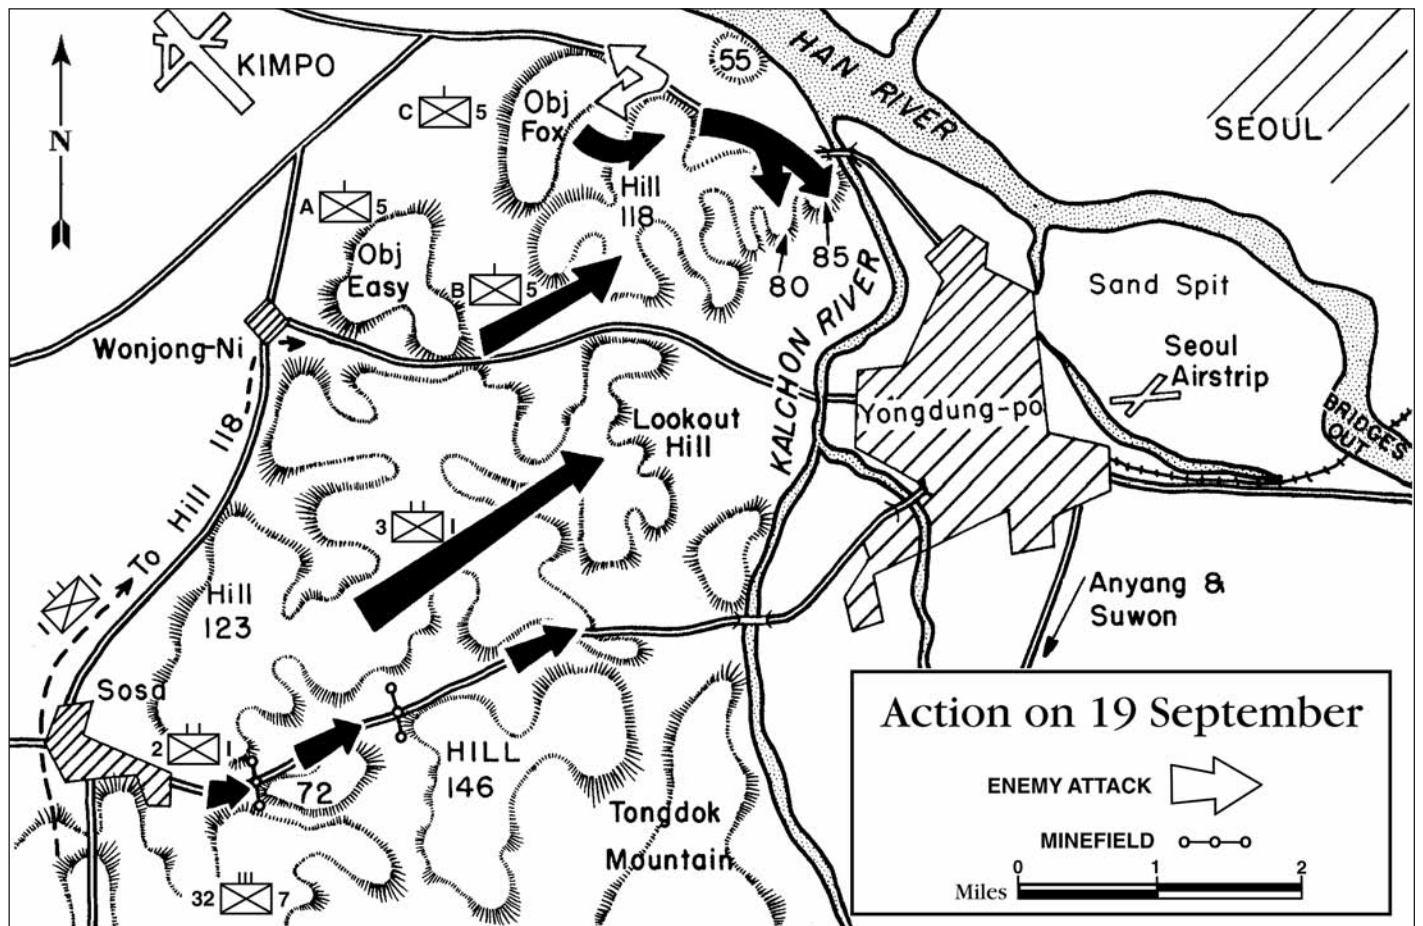 HAN RIVER
55
KIMPO
N
C 5
Obj
Fox
SEOUL
A 5
Hill
118
Obj
Easy
B 5
85
80
Sand Spit
KALCHON RIVER
Wonjong-Ni
Seoul
Airstrip
Lookout
Hill
Yongdung-po
BRIDGES
OUT
To Hill 118
3 1
1 1
Hill
123
Anyang &
Suwon
Sosa
2 1
HILL
146
72
Tongdok
Mountain
32 7
Action on 19 September
ENEMY ATTACK
MINEFIELD
0 1 2
Miles